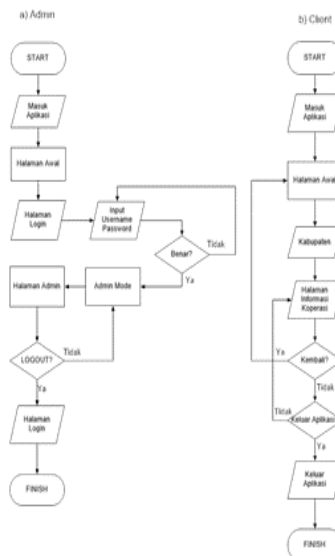 a) Admin
START
Masuk
Aplikasi
Halaman Awal
Halaman
Login
Input
Username
Password
Benar?
Tidak
Ya
Admin Mode
Halaman Admin
LOGOUT?
Tidak
Ya
Halaman
Login
FINISH
b) Client
START
Masuk
Aplikasi
Halaman Awal
Kabupaten
Halaman
Informasi
Koperasi
Kembali?
Ya
Tidak
Keluar Aplikasi
Tidak
Ya
Keluar
Aplikasi
FINISH